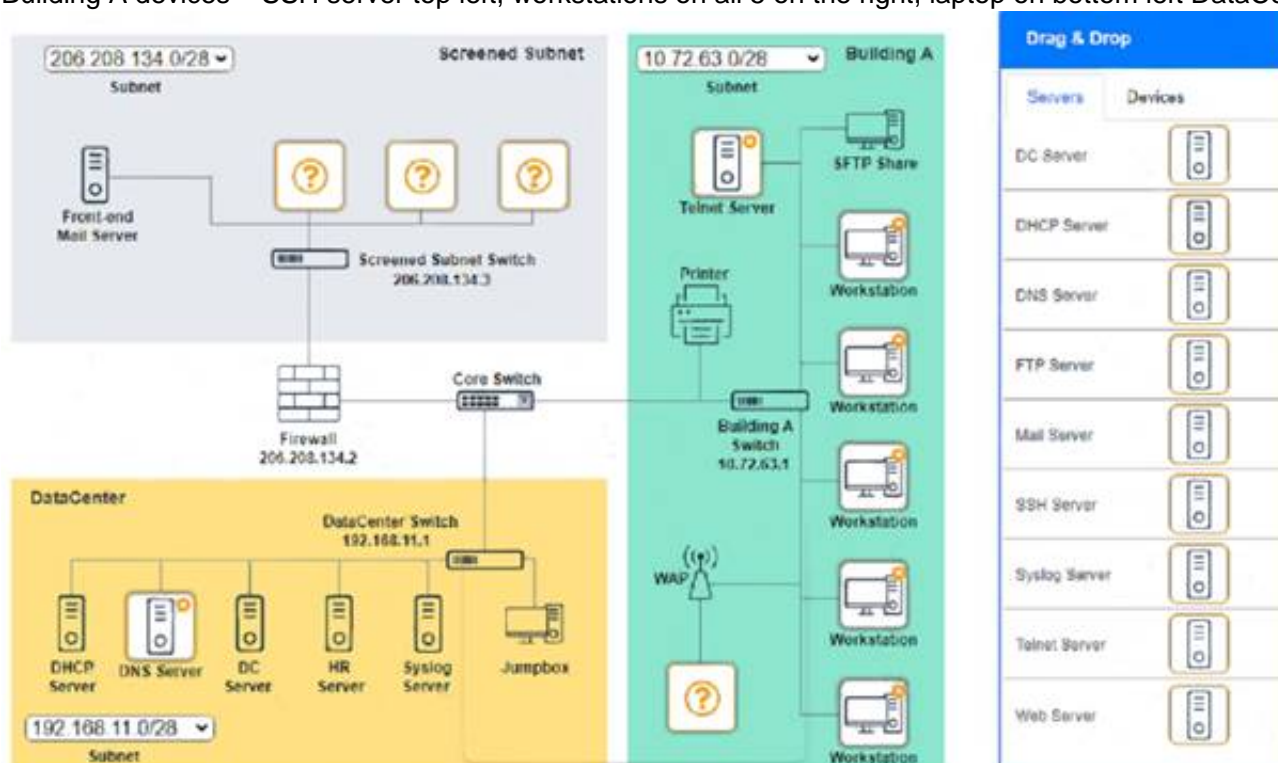 Building A devices – SSH server top left, workstations on all 5 on the right, laptop on bottom left DataCe
206.208.134.0/28
Subnet
Screened Subnet
Front-end
Mail Server
Screened Subnet Switch
206.208.134.3
Firewall
206.208.134.2
Core Switch
10.72.63.0/28
Subnet
Building A
Telnet Server
SFTP Share
Printer
Workstation
Workstation
Building A
Switch
10.72.63.1
Workstation
WAP
Workstation
Workstation
DataCenter
DataCenter Switch
192.168.11.1
DHCP
Server
DNS Server
DC
Server
HR
Server
Syslog
Server
Jumpbox
192.168.11.0/28
Subnet
Drag & Drop
Servers Devices
DC Server
DHCP Server
DNS Server
FTP Server
Mail Server
SSH Server
Syslog Server
Telnet Server
Web Server